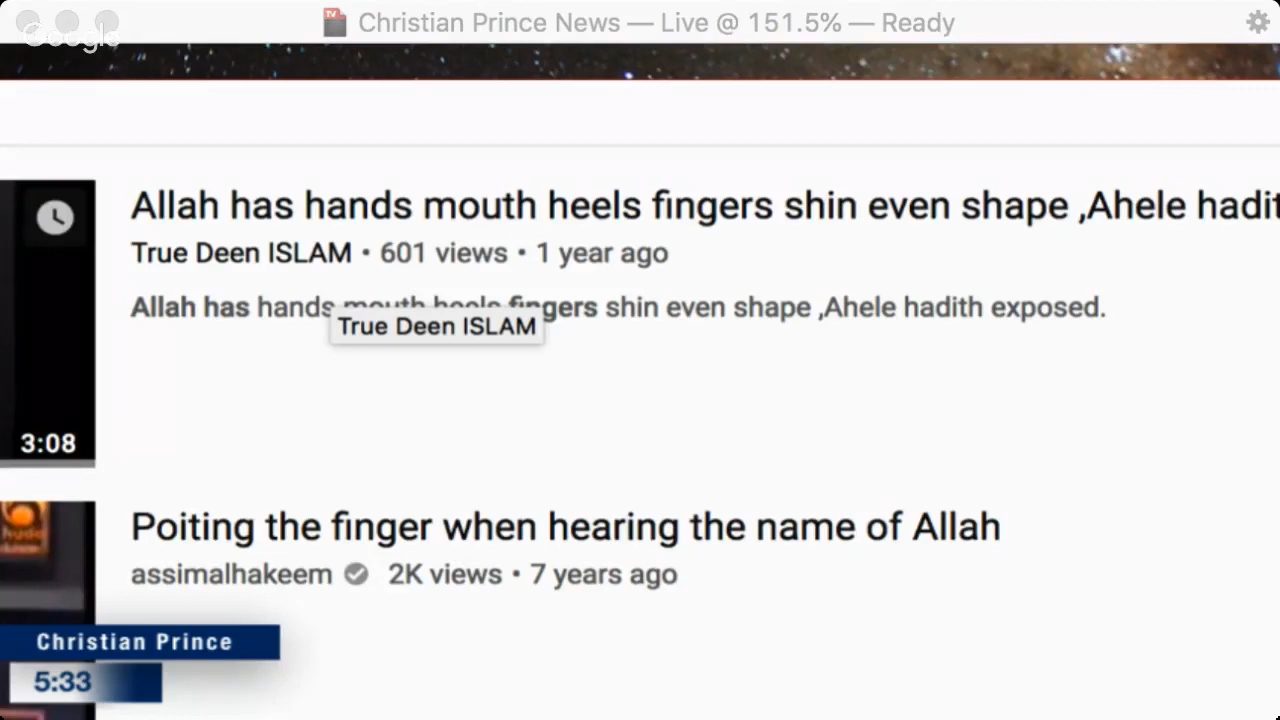 Christian Prince News — Live @ 151.5% — Ready
Google
Allah has hands mouth heels fingers shin even shape ,Ahele hadit
True Deen ISLAM • 601 views • 1 year ago
Allah has hands mouth heels fingers shin even shape ,Ahele hadith exposed.
True Deen ISLAM
3:08
Poiting the finger when hearing the name of Allah
assimalhakeem 2K views • 7 years ago
Christian Prince
5:33